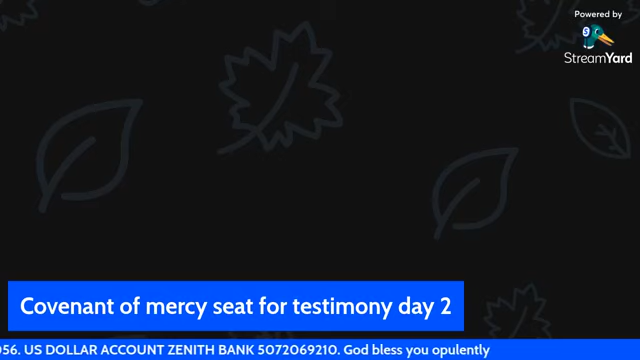 Powered by
StreamYard
Covenant of mercy seat for testimony day 2
056. US DOLLAR ACCOUNT ZENITH BANK 5072069210. God bless you opulently